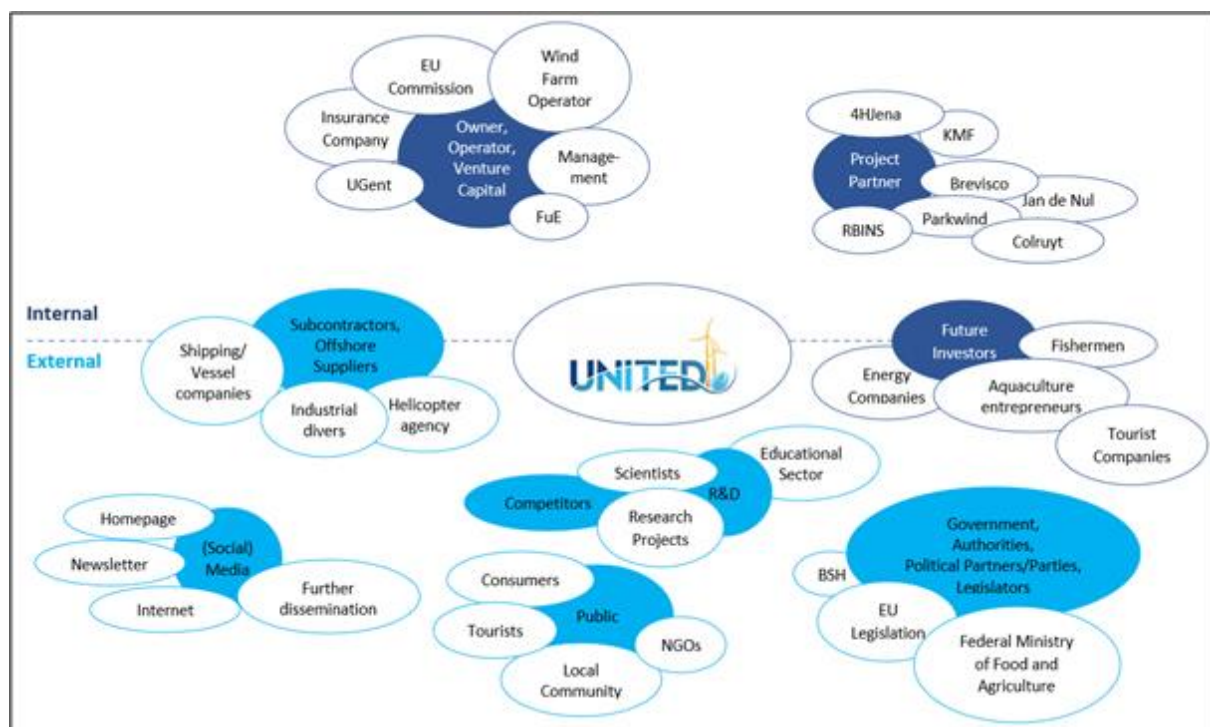 EU
Commission
Wind
Farm
Operator
Insurance
Company
Owner,
Operator,
Venture
Capital
Manage-
ment
UGent
FuE
4HJena
KMF
Project
Partner
Brevisco
Jan de Nul
Parkwind
RBINS
Colruyt
Internal
External
Subcontractors,
Offshore
Suppliers
Shipping/
Vessel
companies
Industrial
divers
Helicopter
agency
UNITED
Future
Investors
Fishermen
Energy
Companies
Aquaculture
entrepreneurs
Tourist
Companies
Educational
Sector
Scientists
R&D
Competitors
Research
Projects
Homepage
(Social)
Media
Newsletter
Internet
Further
dissemination
Consumers
Public
Tourists
NGOs
Local
Community
Government,
Authorities,
Political Partners/Parties,
Legislators
BSH
EU
Legislation
Federal Ministry
of Food and
Agriculture